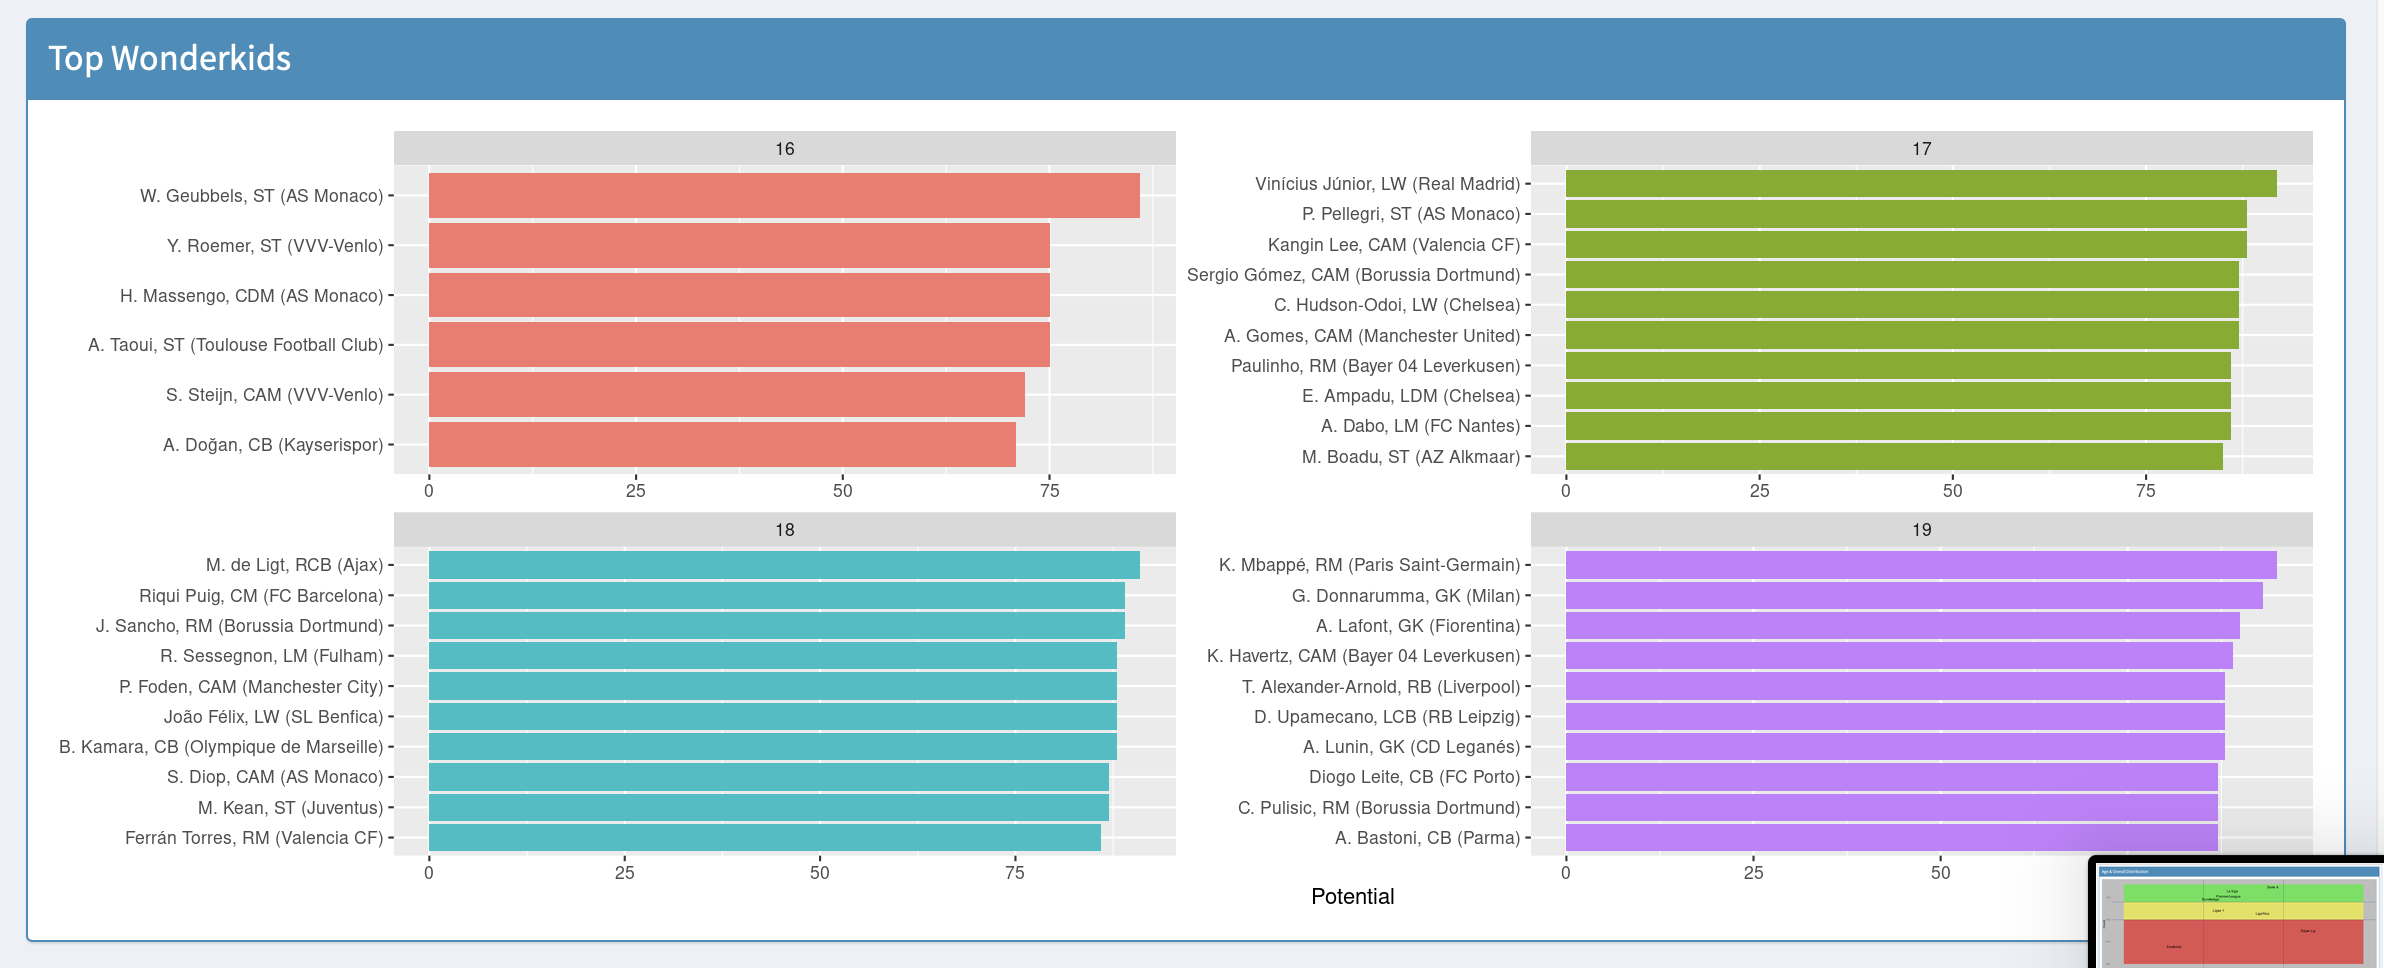 Top Wonderkids
16
W. Geubbels, ST (AS Monaco)
Y. Roemer, ST (VVV-Venlo)
H. Massengo, CDM (AS Monaco)
A. Taoui, ST (Toulouse Football Club)
S. Steijn, CAM (VVV-Venlo)
A. Doğan, CB (Kayserispor)
0 25 50 75
17
Vinícius Júnior, LW (Real Madrid)
P. Pellegri, ST (AS Monaco)
Kangin Lee, CAM (Valencia CF)
Sergio Gómez, CAM (Borussia Dortmund)
C. Hudson-Odoi, LW (Chelsea)
A. Gomes, CAM (Manchester United)
Paulinho, RM (Bayer 04 Leverkusen)
E. Ampadu, LDM (Chelsea)
A. Dabo, LM (FC Nantes)
M. Boadu, ST (AZ Alkmaar)
0 25 50 75
18
M. de Ligt, RCB (Ajax)
Riqui Puig, CM (FC Barcelona)
J. Sancho, RM (Borussia Dortmund)
R. Sessegnon, LM (Fulham)
P. Foden, CAM (Manchester City)
João Félix, LW (SL Benfica)
B. Kamara, CB (Olympique de Marseille)
S. Diop, CAM (AS Monaco)
M. Kean, ST (Juventus)
Ferrán Torres, RM (Valencia CF)
0 25 50 75
19
K. Mbappé, RM (Paris Saint-Germain)
G. Donnarumma, GK (Milan)
A. Lafont, GK (Fiorentina)
K. Havertz, CAM (Bayer 04 Leverkusen)
T. Alexander-Arnold, RB (Liverpool)
D. Upamecano, LCB (RB Leipzig)
A. Lunin, GK (CD Leganés)
Diogo Leite, CB (FC Porto)
C. Pulisic, RM (Borussia Dortmund)
A. Bastoni, CB (Parma)
0 25 50
Potential
Age & Overall Distribution